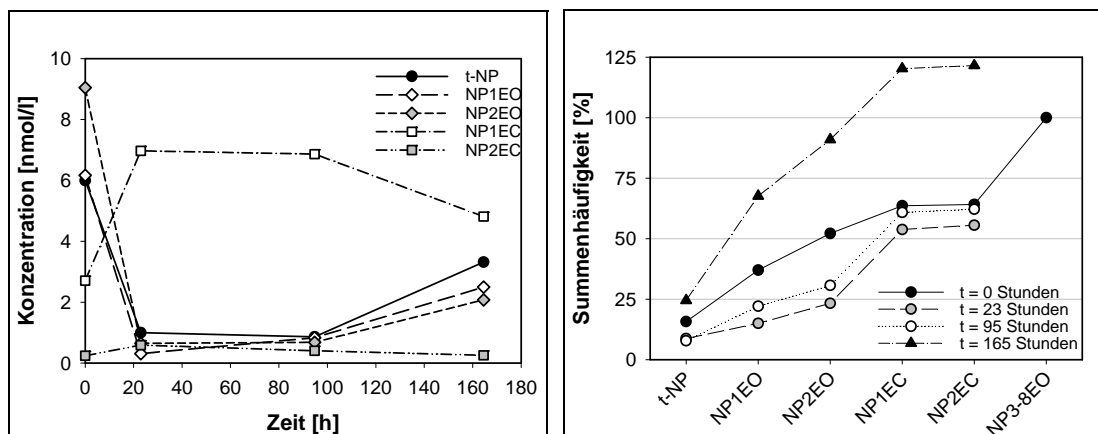 Konzentration [nmol/l]
10
8
6
4
2
0
t-NP
NP1EO
NP2EO
NP1EC
NP2EC
0 20 40 60 80 100 120 140 160 180
Zeit [h]
Summenhäufigkeit [%]
125
100
75
50
25
0
t = 0 Stunden
t = 23 Stunden
t = 95 Stunden
t = 165 Stunden
t-NP NP1EO NP2EO NP1EC NP2EC NP3-8EO